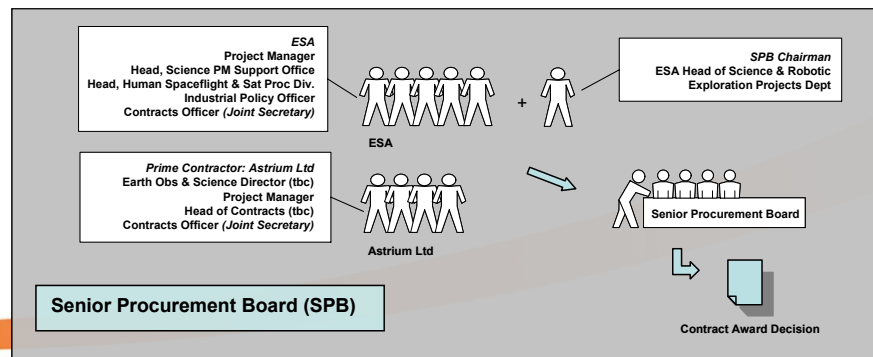 ESA
Project Manager
Head, Science PM Support Office
Head, Human Spaceflight & Sat Proc Div.
Industrial Policy Officer
Contracts Officer (Joint Secretary)
ESA
+
SPB Chairman
ESA Head of Science & Robotic
Exploration Projects Dept
Prime Contractor: Astrium Ltd
Earth Obs & Science Director (tbc)
Project Manager
Head of Contracts (tbc)
Contracts Officer (Joint Secretary)
Astrium Ltd
Senior Procurement Board
Senior Procurement Board (SPB)
Contract Award Decision